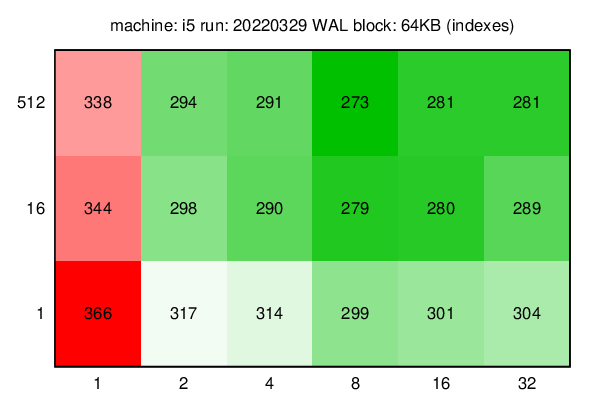 machine: i5 run: 20220329 WAL block: 64KB (indexes)
512 338 294 291 273 281 281
16 344 298 290 279 280 289
1 366 317 314 299 301 304
1 2 4 8 16 32